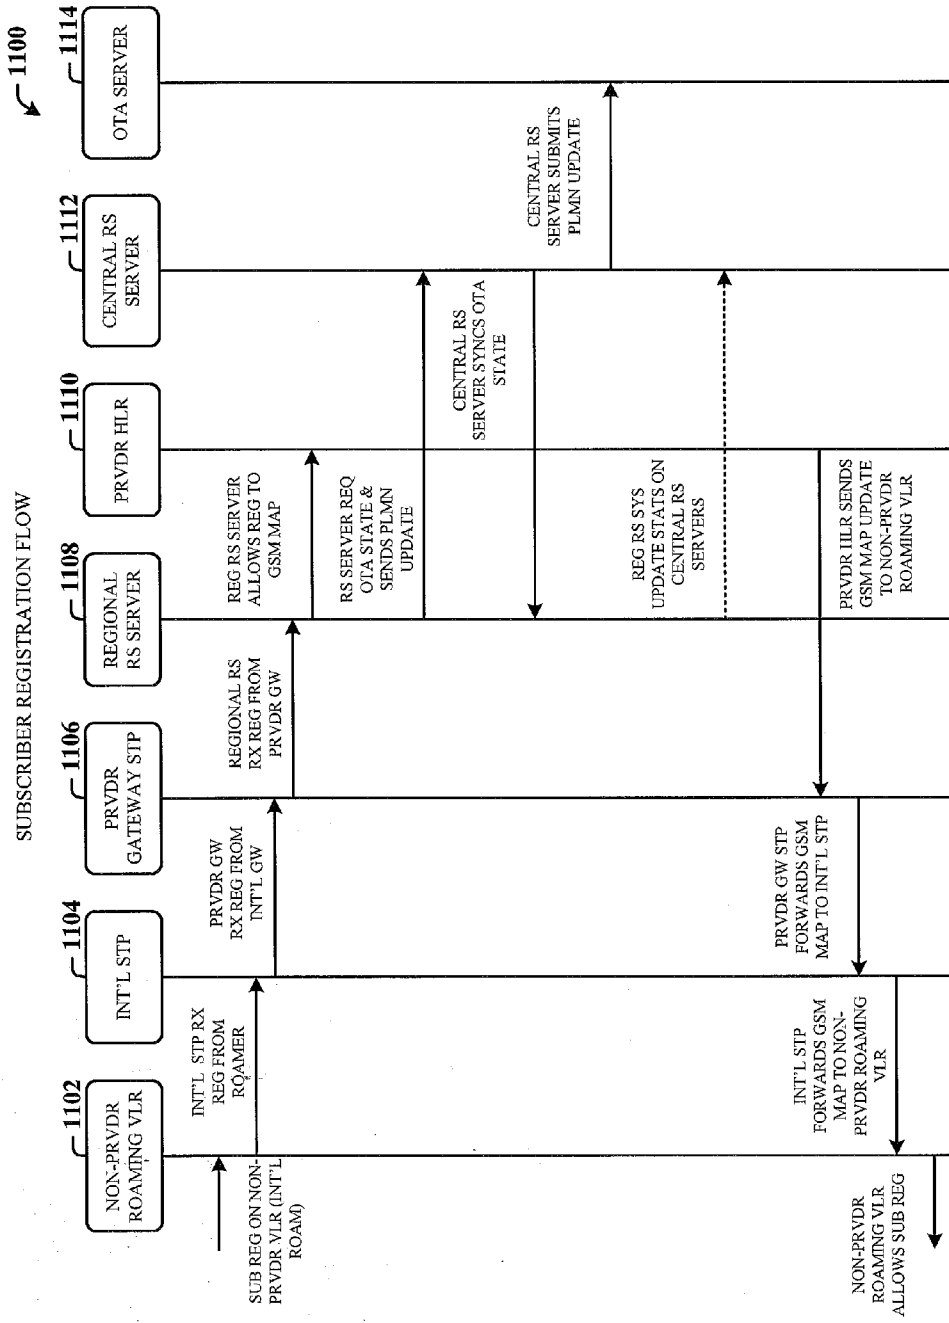 SUBSCRIBER REGISTRATION FLOW
1100
1102
NON-PRVDR
ROAMING VLR
1104
INT'L STP
1106
PRVDR
GATEWAY STP
1108
REGIONAL
RS SERVER
1110
PRVDR HLR
1112
CENTRAL RS
SERVER
1114
OTA SERVER
SUB REG ON NON-
PRVDR VLR (INT'L
ROAM)
INT'L STP RX
REG FROM
ROAMER
PRVDR GW
RX REG FROM
INT'L GW
REGIONAL RS
RX REG FROM
PRVDR GW
REG RS SERVER
ALLOWS REG TO
GSM MAP
RS SERVER REQ
OTA STATE &
SENDS PLMN
UPDATE
CENTRAL RS
SERVER SYNCS OTA
STATE
CENTRAL RS
SERVER SUBMITS
PLMN UPDATE
REG RS SYS
UPDATE STATS ON
CENTRAL RS
SERVERS
PRVDR HLR SENDS
GSM MAP UPDATE
TO NON-PRVDR
ROAMING VLR
PRVDR GW STP
FORWARDS GSM
MAP TO INT'L STP
INT'L STP
FORWARDS GSM
MAP TO NON-
PRVDR ROAMING
VLR
NON-PRVDR
ROAMING VLR
ALLOWS SUB REG